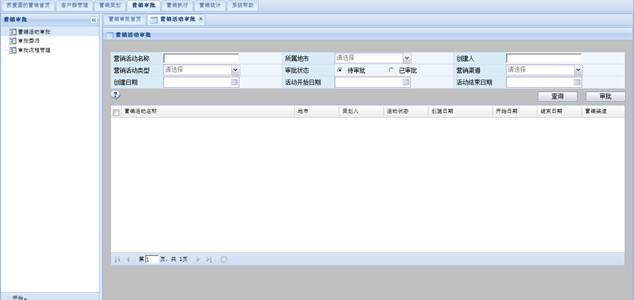 苏慧圆的营销首页 客户群管理 营销策划 营销审批 营销执行 营销统计 系统帮助
营销审批 营销审批首页 营销活动审批
营销活动审批
审批委派
审批流程管理
营销活动审批
营销活动名称 所属地市 请选择 创建人
营销活动类型 请选择 审批状态 待审批 已审批 营销渠道 请选择
创建日期 活动开始日期 活动结束日期
查询 审批
营销活动名称 地市 策划人 活动状态 创建日期 开始日期 结束日期 营销渠道
第 1 页,共 1页
开始